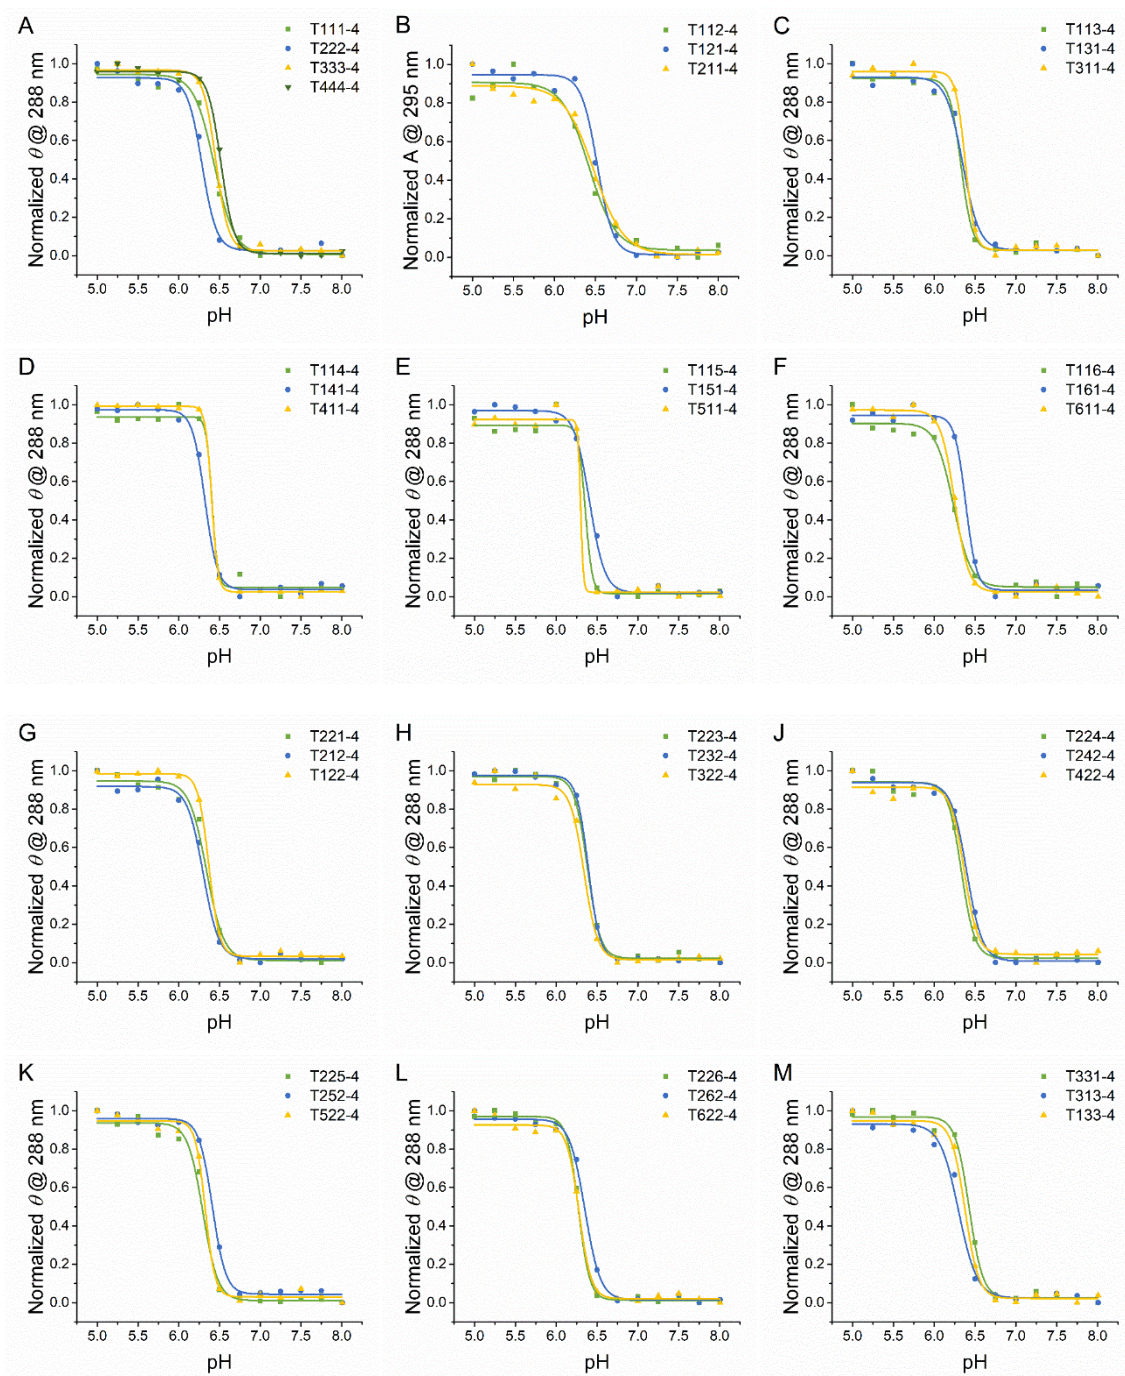 A
T111-4
T222-4
T333-4
T444-4
Normalized θ @ 288 nm
1.0
0.8
0.6
0.4
0.2
0.0
5.0 5.5 6.0 6.5 7.0 7.5 8.0
pH
B
T112-4
T121-4
T211-4
Normalized A @ 295 nm
1.0
0.8
0.6
0.4
0.2
0.0
5.0 5.5 6.0 6.5 7.0 7.5 8.0
pH
C
T113-4
T131-4
T311-4
Normalized θ @ 288 nm
1.0
0.8
0.6
0.4
0.2
0.0
5.0 5.5 6.0 6.5 7.0 7.5 8.0
pH
D
T114-4
T141-4
T411-4
Normalized θ @ 288 nm
1.0
0.8
0.6
0.4
0.2
0.0
5.0 5.5 6.0 6.5 7.0 7.5 8.0
pH
E
T115-4
T151-4
T511-4
Normalized θ @ 288 nm
1.0
0.8
0.6
0.4
0.2
0.0
5.0 5.5 6.0 6.5 7.0 7.5 8.0
pH
F
T116-4
T161-4
T611-4
Normalized θ @ 288 nm
1.0
0.8
0.6
0.4
0.2
0.0
5.0 5.5 6.0 6.5 7.0 7.5 8.0
pH
G
T221-4
T212-4
T122-4
Normalized θ @ 288 nm
1.0
0.8
0.6
0.4
0.2
0.0
5.0 5.5 6.0 6.5 7.0 7.5 8.0
pH
H
T223-4
T232-4
T322-4
Normalized θ @ 288 nm
1.0
0.8
0.6
0.4
0.2
0.0
5.0 5.5 6.0 6.5 7.0 7.5 8.0
pH
J
T224-4
T242-4
T422-4
Normalized θ @ 288 nm
1.0
0.8
0.6
0.4
0.2
0.0
5.0 5.5 6.0 6.5 7.0 7.5 8.0
pH
K
T225-4
T252-4
T522-4
Normalized θ @ 288 nm
1.0
0.8
0.6
0.4
0.2
0.0
5.0 5.5 6.0 6.5 7.0 7.5 8.0
pH
L
T226-4
T262-4
T622-4
Normalized θ @ 288 nm
1.0
0.8
0.6
0.4
0.2
0.0
5.0 5.5 6.0 6.5 7.0 7.5 8.0
pH
M
T331-4
T313-4
T133-4
Normalized θ @ 288 nm
1.0
0.8
0.6
0.4
0.2
0.0
5.0 5.5 6.0 6.5 7.0 7.5 8.0
pH